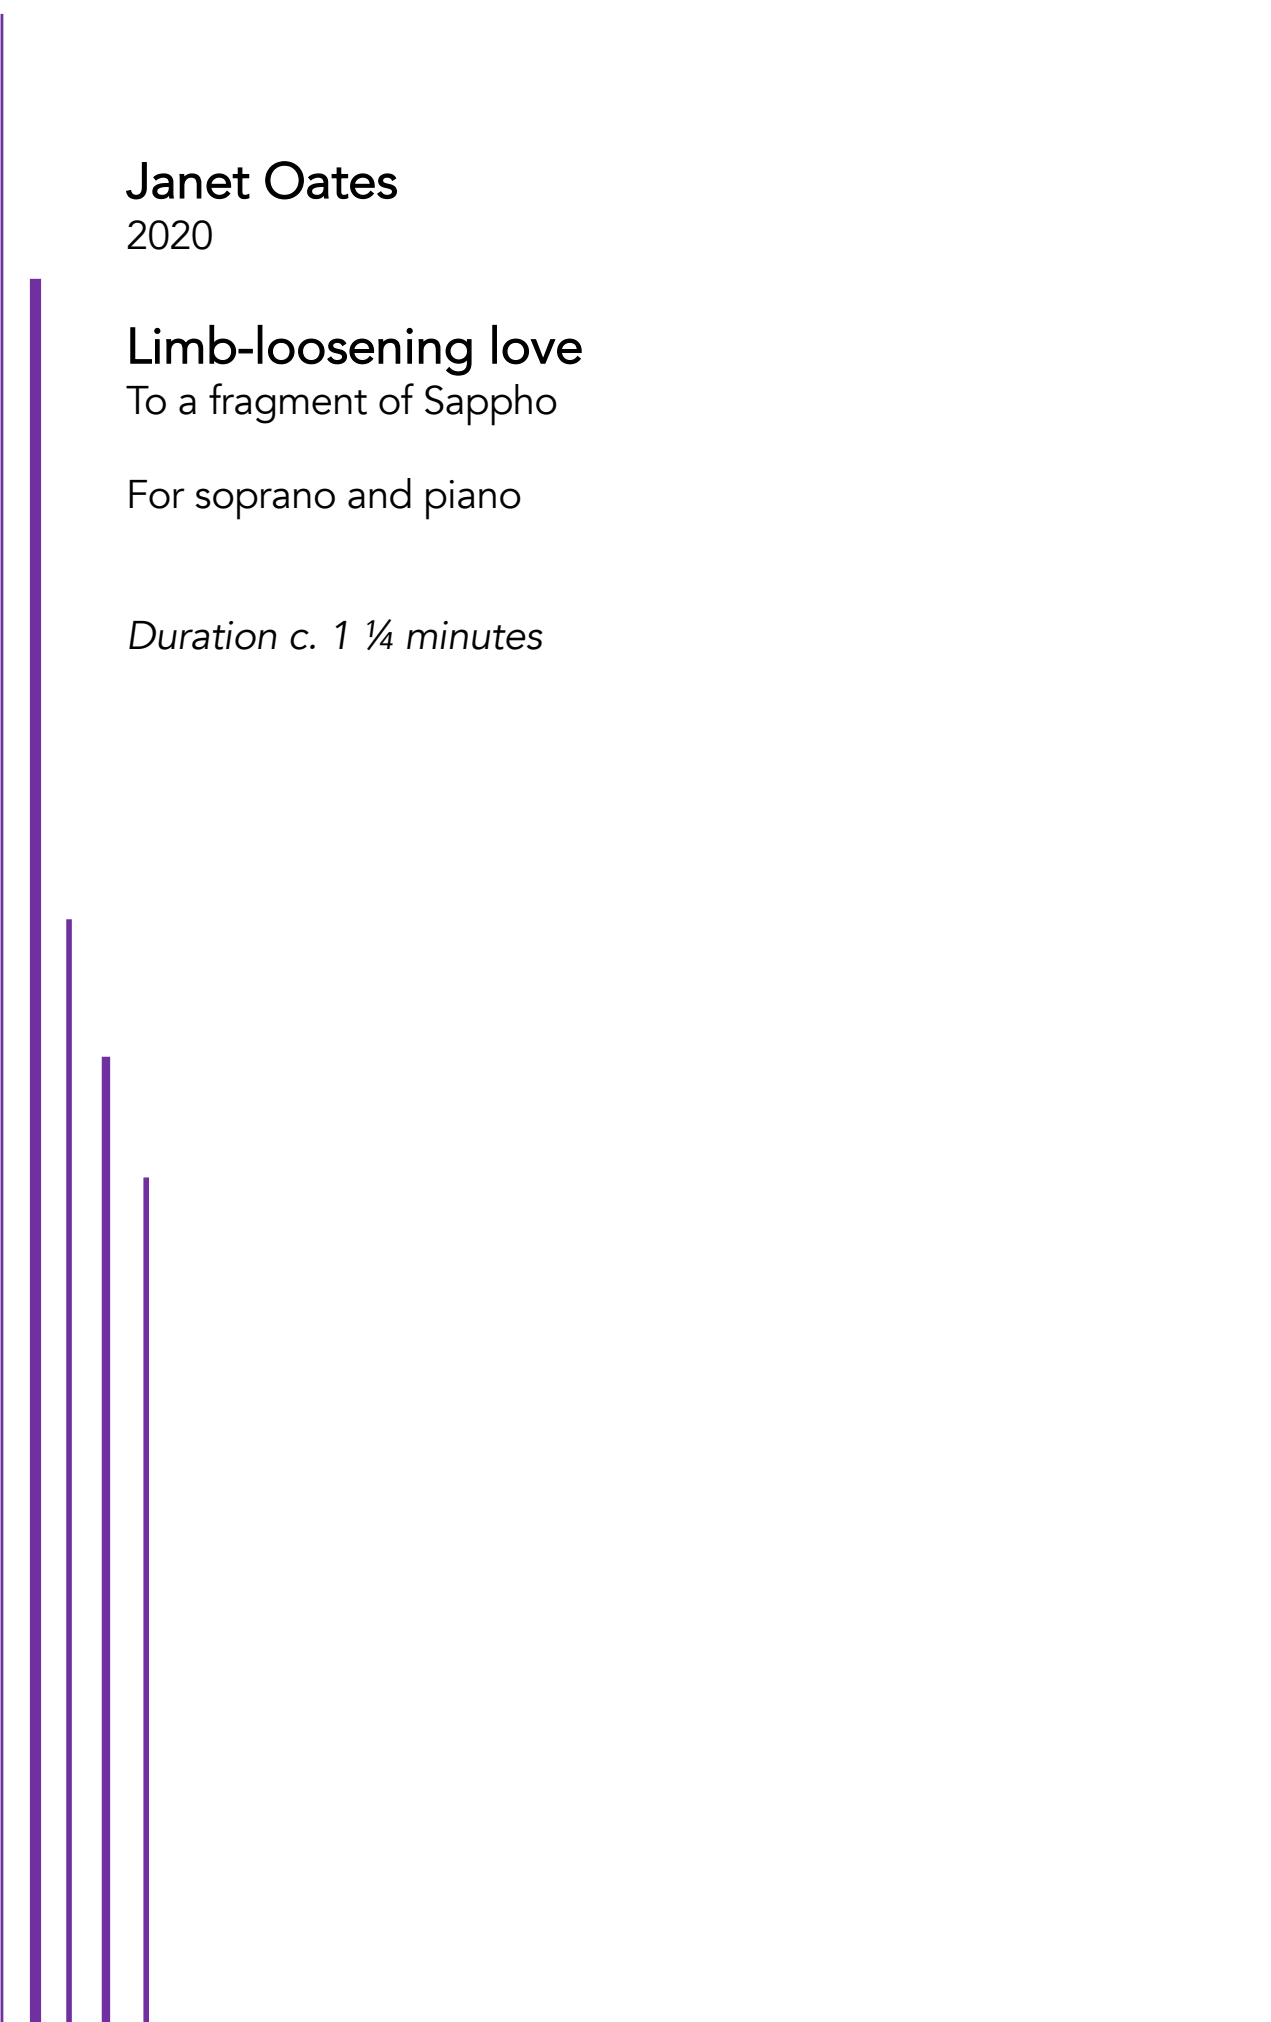 Janet Oates
2020
Limb-loosening love
To a fragment of Sappho
For soprano and piano
Duration c. 1 ¼ minutes